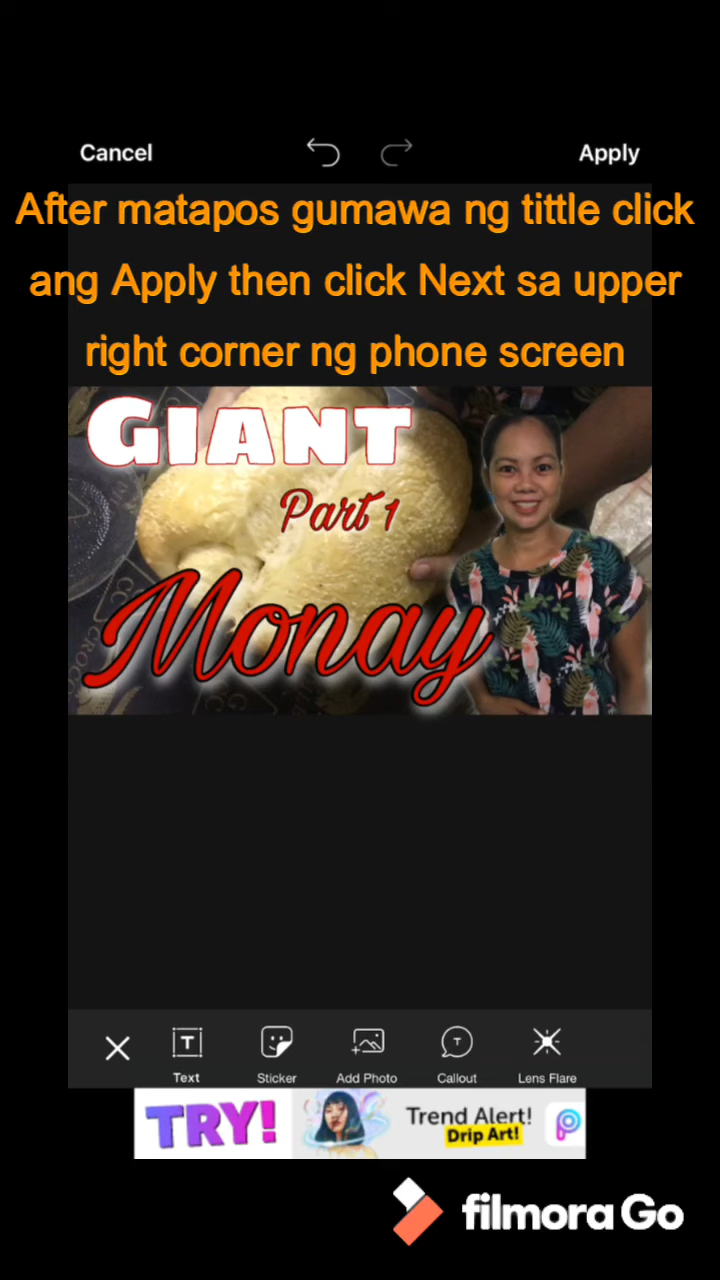 Cancel
Apply
After matapos gumawa ng tittle click
ang Apply then click Next sa upper
right corner ng phone screen
GIANT
Part 1
Monay
Text
Sticker
Add Photo
Callout
Lens Flare
TRY!
Trend Alert!
Drip Art!
filmora Go